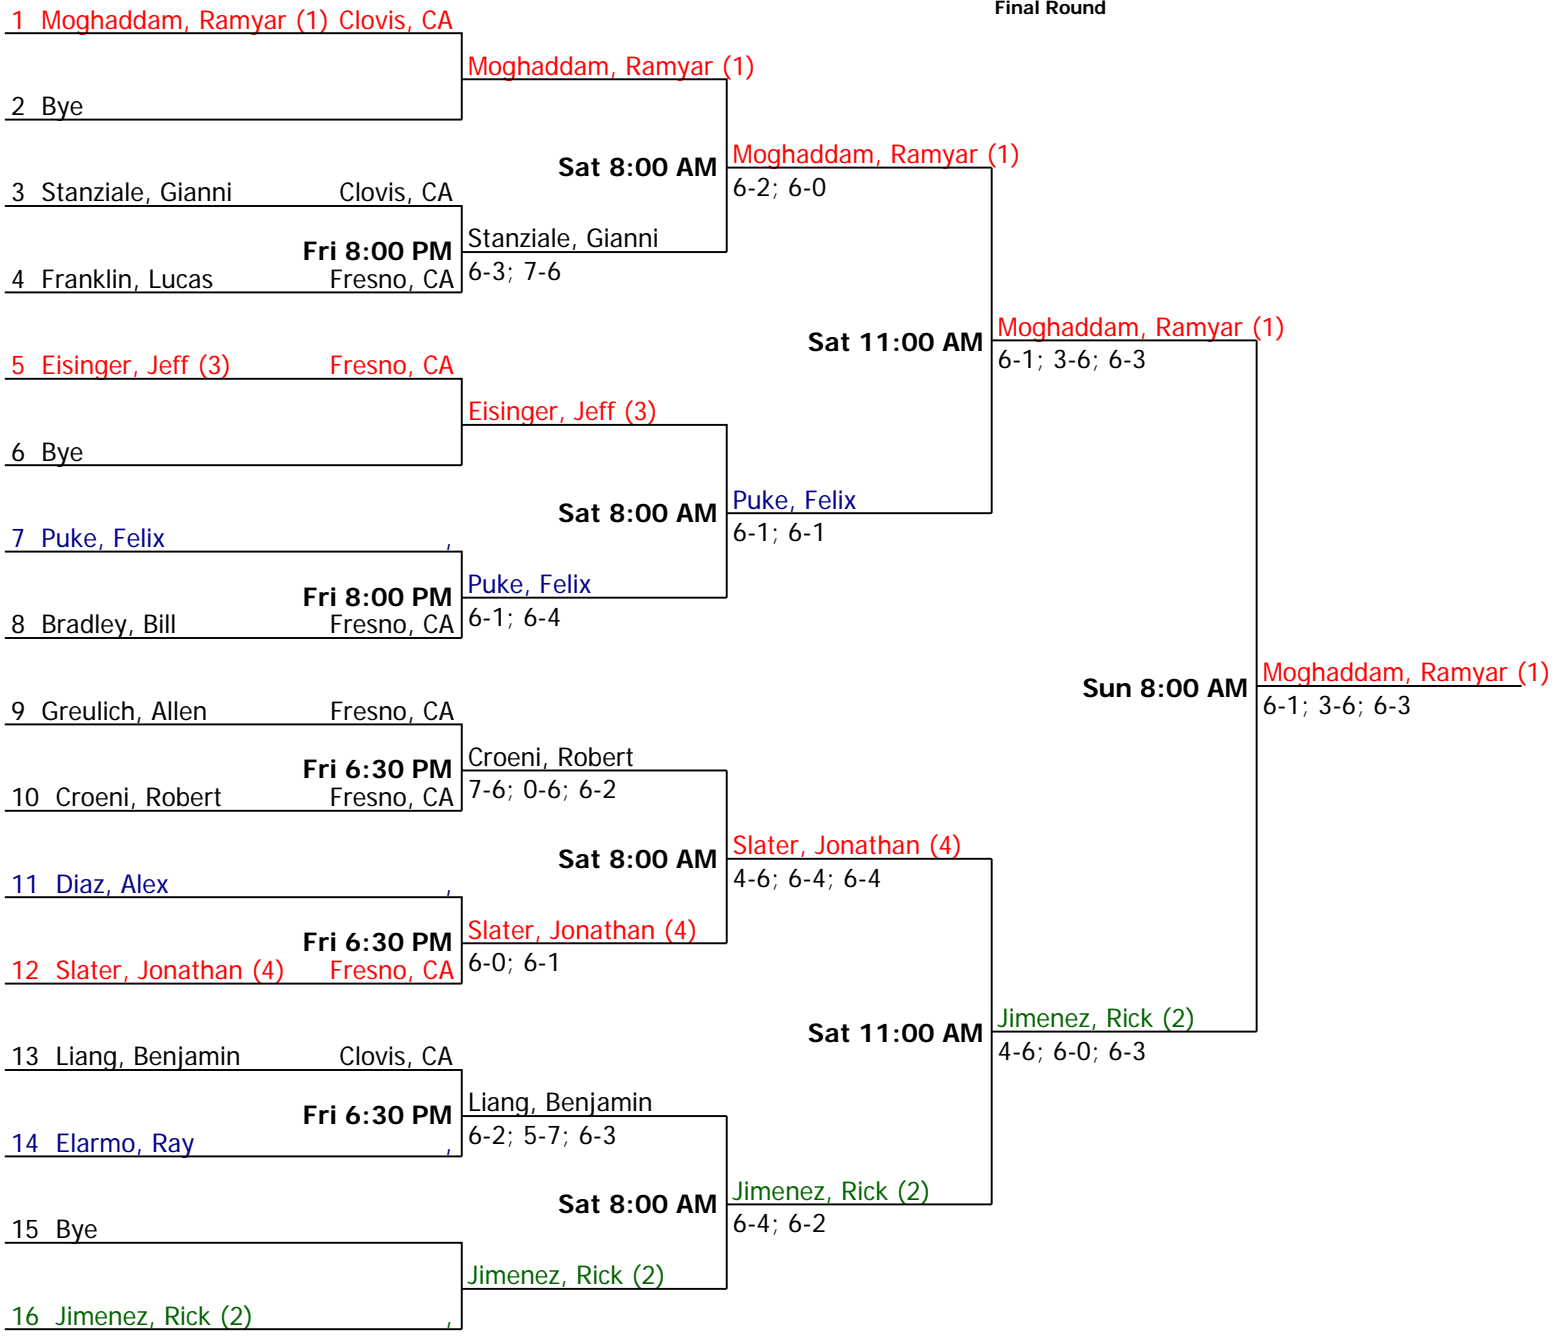 Final Round
1 Moghaddam, Ramyar (1) Clovis, CA
Moghaddam, Ramyar (1)
2 Bye
Sat 8:00 AM
Moghaddam, Ramyar (1)
6-2; 6-0
3 Stanziale, Gianni Clovis, CA
Fri 8:00 PM
Stanziale, Gianni
6-3; 7-6
4 Franklin, Lucas Fresno, CA
Sat 11:00 AM
Moghaddam, Ramyar (1)
6-1; 3-6; 6-3
5 Eisinger, Jeff (3) Fresno, CA
Eisinger, Jeff (3)
6 Bye
Sat 8:00 AM
Puke, Felix
6-1; 6-1
7 Puke, Felix ,
Fri 8:00 PM
Puke, Felix
6-1; 6-4
8 Bradley, Bill Fresno, CA
Sun 8:00 AM
Moghaddam, Ramyar (1)
6-1; 3-6; 6-3
9 Greulich, Allen Fresno, CA
Fri 6:30 PM
Croeni, Robert
7-6; 0-6; 6-2
10 Croeni, Robert Fresno, CA
Sat 8:00 AM
Slater, Jonathan (4)
4-6; 6-4; 6-4
11 Diaz, Alex ,
Fri 6:30 PM
Slater, Jonathan (4)
6-0; 6-1
12 Slater, Jonathan (4) Fresno, CA
Sat 11:00 AM
Jimenez, Rick (2)
4-6; 6-0; 6-3
13 Liang, Benjamin Clovis, CA
Fri 6:30 PM
Liang, Benjamin
6-2; 5-7; 6-3
14 Elarmo, Ray ,
Sat 8:00 AM
Jimenez, Rick (2)
6-4; 6-2
15 Bye
Jimenez, Rick (2)
16 Jimenez, Rick (2) ,